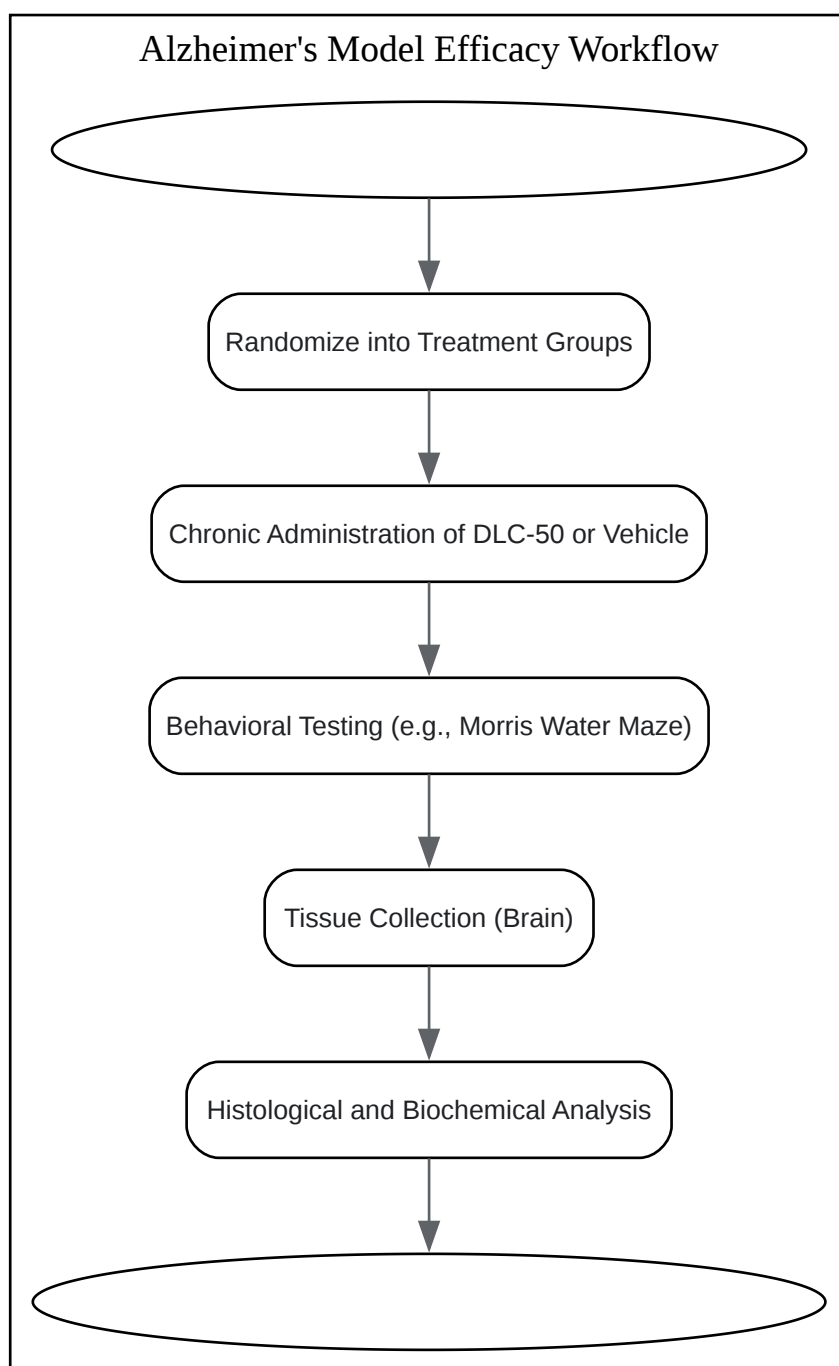 Alzheimer's Model Efficacy Workflow
Randomize into Treatment Groups
Chronic Administration of DLC-50 or Vehicle
Behavioral Testing (e.g., Morris Water Maze)
Tissue Collection (Brain)
Histological and Biochemical Analysis